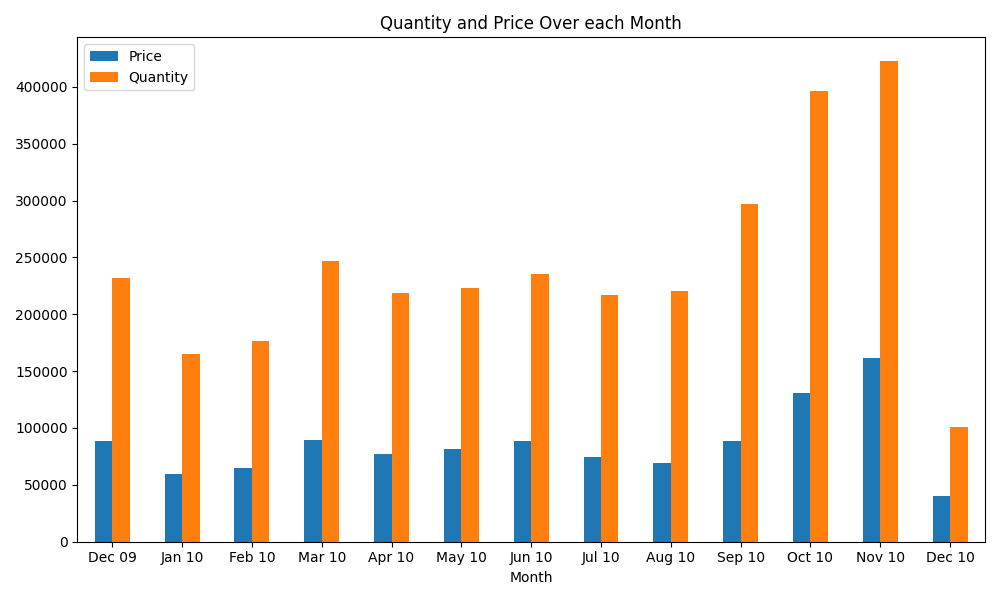 Quantity and Price Over each Month
Price
Quantity
400000
350000
300000
250000
200000
150000
100000
50000
0
Dec 09 Jan 10 Feb 10 Mar 10 Apr 10 May 10 Jun 10 Jul 10 Aug 10 Sep 10 Oct 10 Nov 10 Dec 10
Month